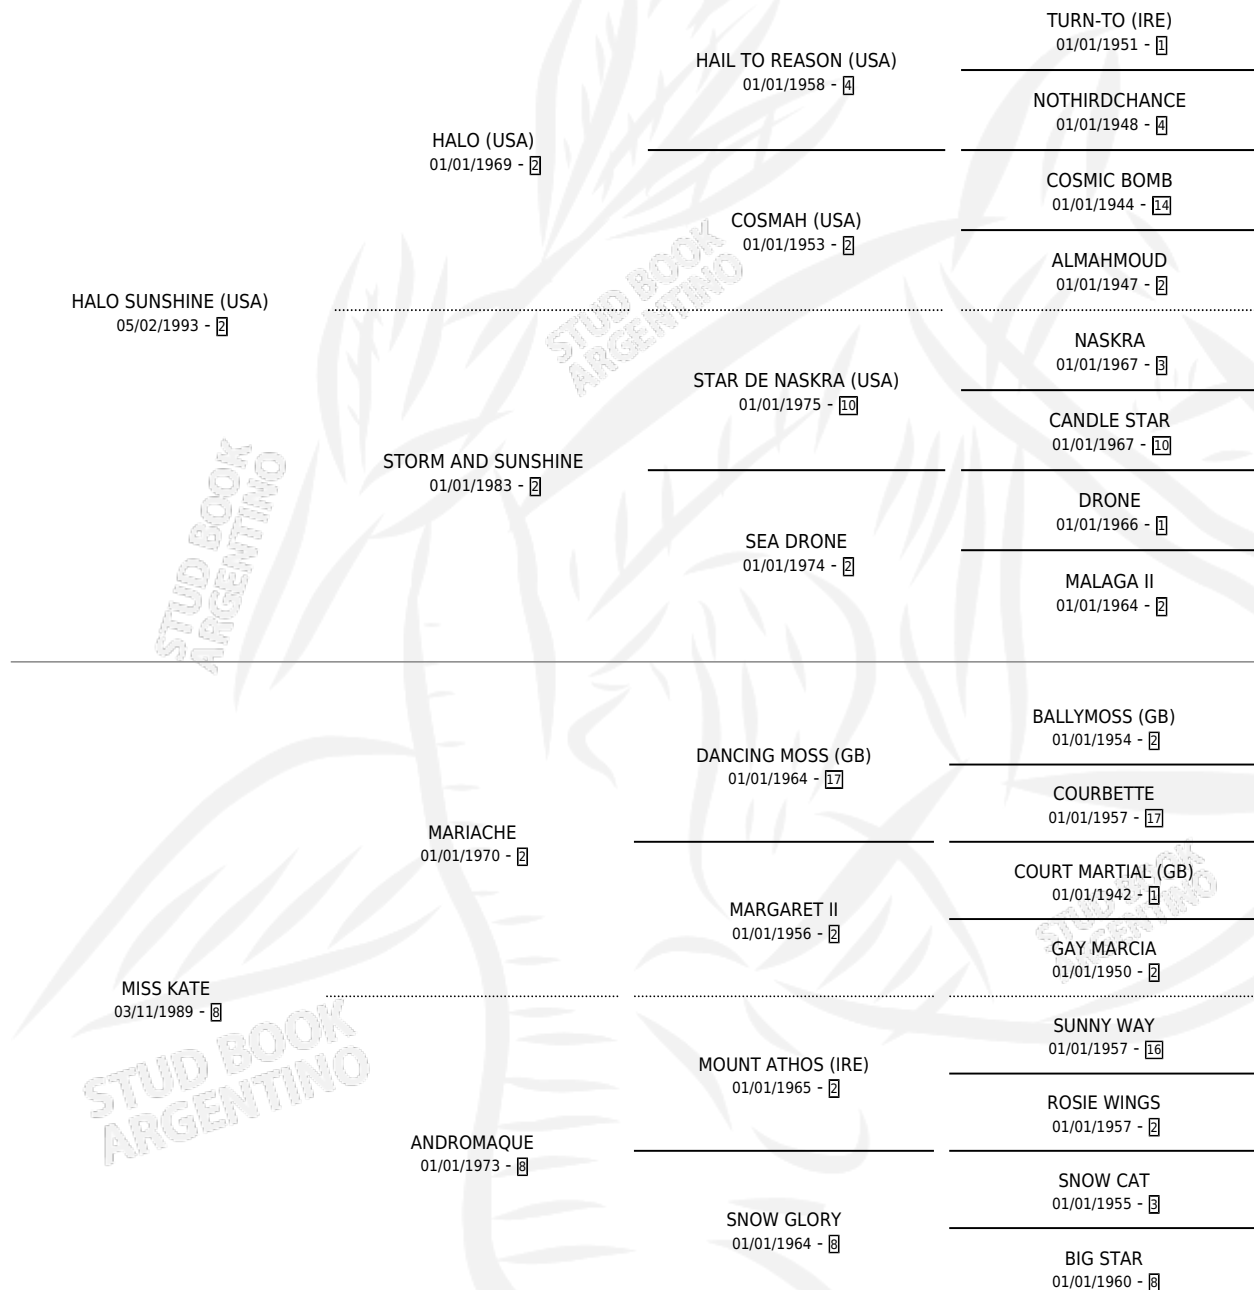 TURN-TO (IRE)
01/01/1951 - 1
HAIL TO REASON (USA)
01/01/1958 - 4
NOTHIRDCHANCE
01/01/1948 - 4
HALO (USA)
01/01/1969 - 2
COSMIC BOMB
01/01/1944 - 14
COSMAH (USA)
01/01/1953 - 2
ALMAHMOUD
01/01/1947 - 2
HALO SUNSHINE (USA)
05/02/1993 - 2
NASKRA
01/01/1967 - 3
STAR DE NASKRA (USA)
01/01/1975 - 10
CANDLE STAR
01/01/1967 - 10
STORM AND SUNSHINE
01/01/1983 - 2
DRONE
01/01/1966 - 1
SEA DRONE
01/01/1974 - 2
MALAGA II
01/01/1964 - 2
BALLYMOSS (GB)
01/01/1954 - 2
DANCING MOSS (GB)
01/01/1964 - 17
COURBETTE
01/01/1957 - 17
MARIACHE
01/01/1970 - 2
COURT MARTIAL (GB)
01/01/1942 - 1
MARGARET II
01/01/1956 - 2
GAY MARCIA
01/01/1950 - 2
MISS KATE
03/11/1989 - 8
SUNNY WAY
01/01/1957 - 16
MOUNT ATHOS (IRE)
01/01/1965 - 2
ROSIE WINGS
01/01/1957 - 2
ANDROMAQUE
01/01/1973 - 8
SNOW CAT
01/01/1955 - 3
SNOW GLORY
01/01/1964 - 8
BIG STAR
01/01/1960 - 8
STUD BOOK
ARGENTINO
STUD BOOK
ARGENTINO
STUD BOOK
ARGENTINO
STUD BOOK
ARGENTINO